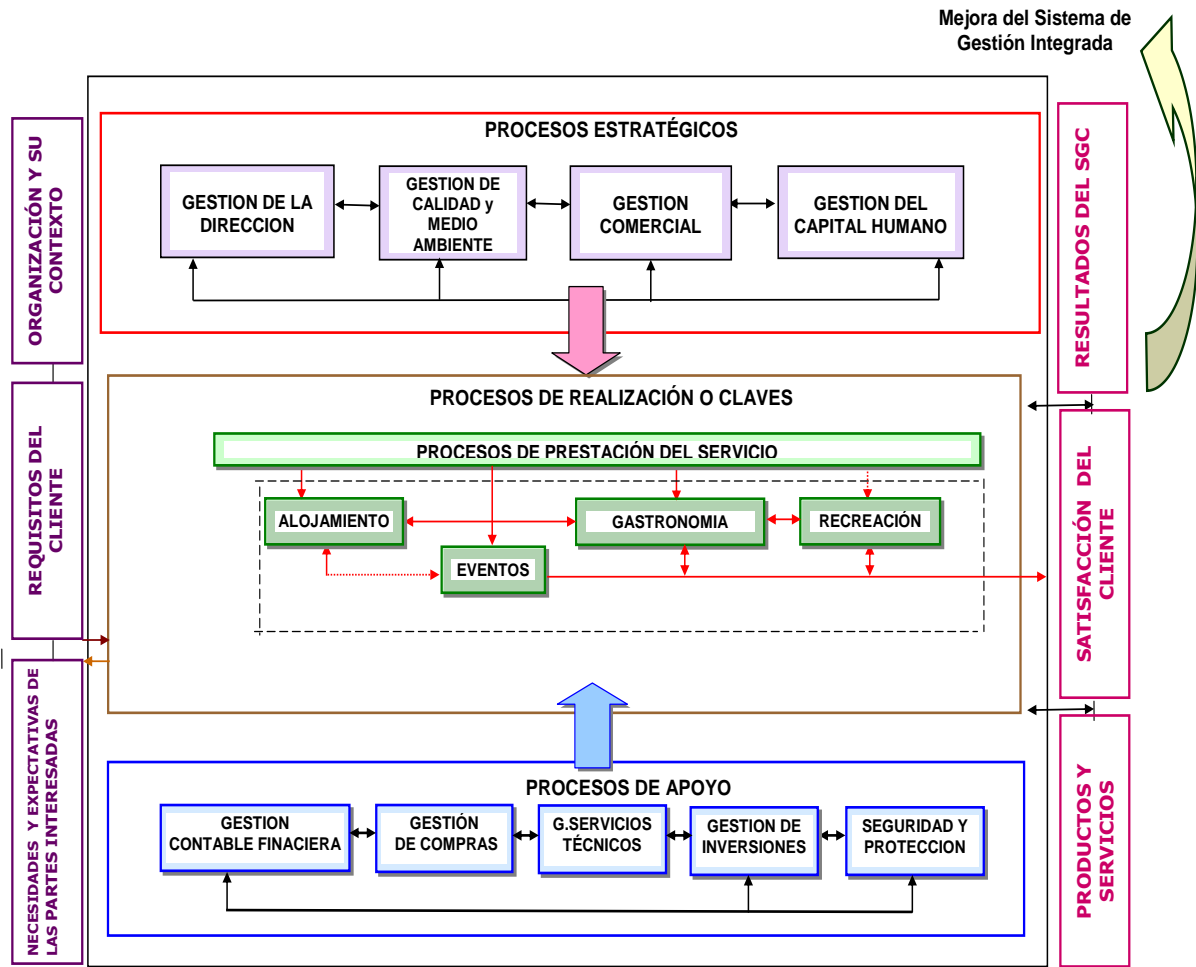 Mejora del Sistema de
Gestión Integrada
ORGANIZACIÓN Y SU
CONTEXTO
REQUISITOS DEL
CLIENTE
NECESIDADES Y EXPECTATIVAS DE
LAS PARTES INTERESADAS
PROCESOS ESTRATÉGICOS
GESTION DE LA
DIRECCION
GESTION DE
CALIDAD y
MEDIO
AMBIENTE
GESTION
COMERCIAL
GESTION DEL
CAPITAL HUMANO
PROCESOS DE REALIZACIÓN O CLAVES
PROCESOS DE PRESTACIÓN DEL SERVICIO
ALOJAMIENTO
GASTRONOMIA
RECREACIÓN
EVENTOS
PROCESOS DE APOYO
GESTION
CONTABLE FINACIERA
GESTIÓN
DE COMPRAS
G.SERVICIOS
TÉCNICOS
GESTION DE
INVERSIONES
SEGURIDAD Y
PROTECCION
RESULTADOS DEL SGC
SATISFACCIÓN DEL
CLIENTE
PRODUCTOS Y
SERVICIOS